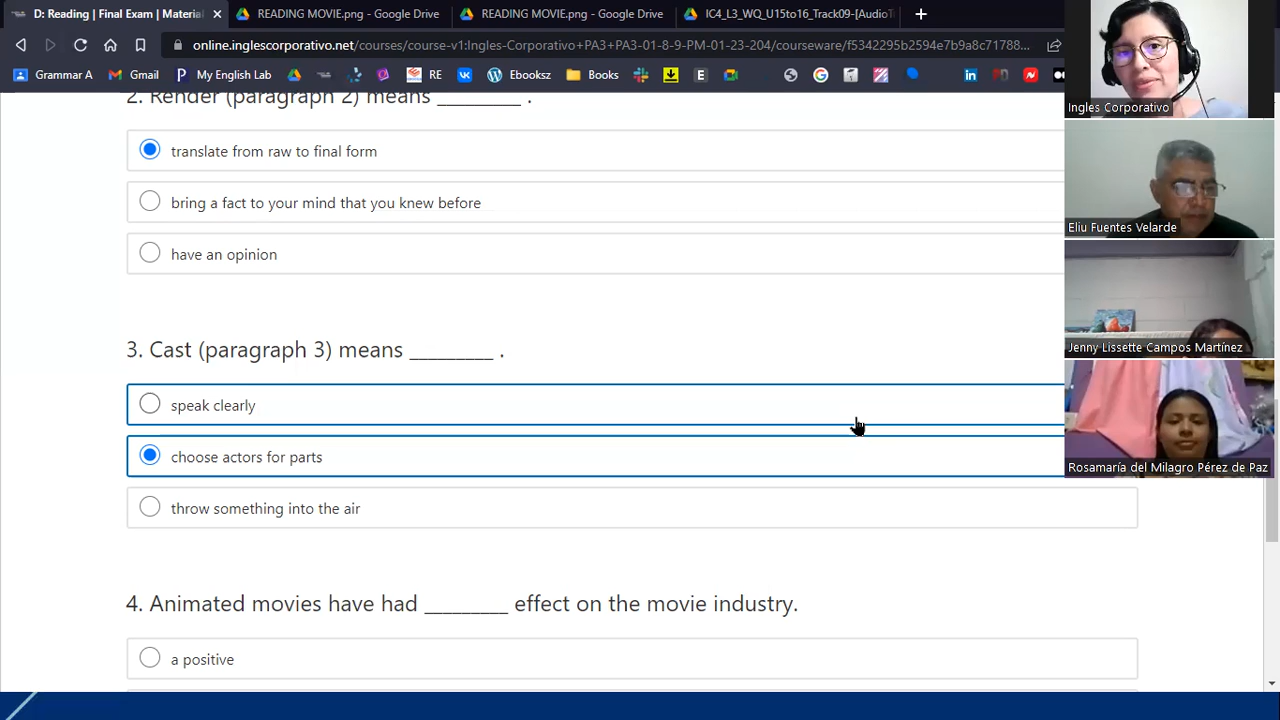 D: Reading | Final Exam | Material
READING MOVIE.png - Google Drive
READING MOVIE.png - Google Drive
IC4_L3_WQ_U15to16_Track09-[AudioT
online.inglescorporativo.net/courses/course-v1:Ingles-Corporativo+PA3+PA3-01-8-9-PM-01-23-204/courseware/f5342295b2594e7b9a8c71788...
Grammar A
Gmail
My English Lab
RE
Ebooksz
Books
in
2. Render (paragraph 2) means _________ .
translate from raw to final form
bring a fact to your mind that you knew before
have an opinion
3. Cast (paragraph 3) means _________ .
speak clearly
choose actors for parts
throw something into the air
4. Animated movies have had _________ effect on the movie industry.
a positive
Ingles Corporativo
Eliu Fuentes Velarde
Jenny Lissette Campos Martínez
Rosamaría del Milagro Pérez de Paz